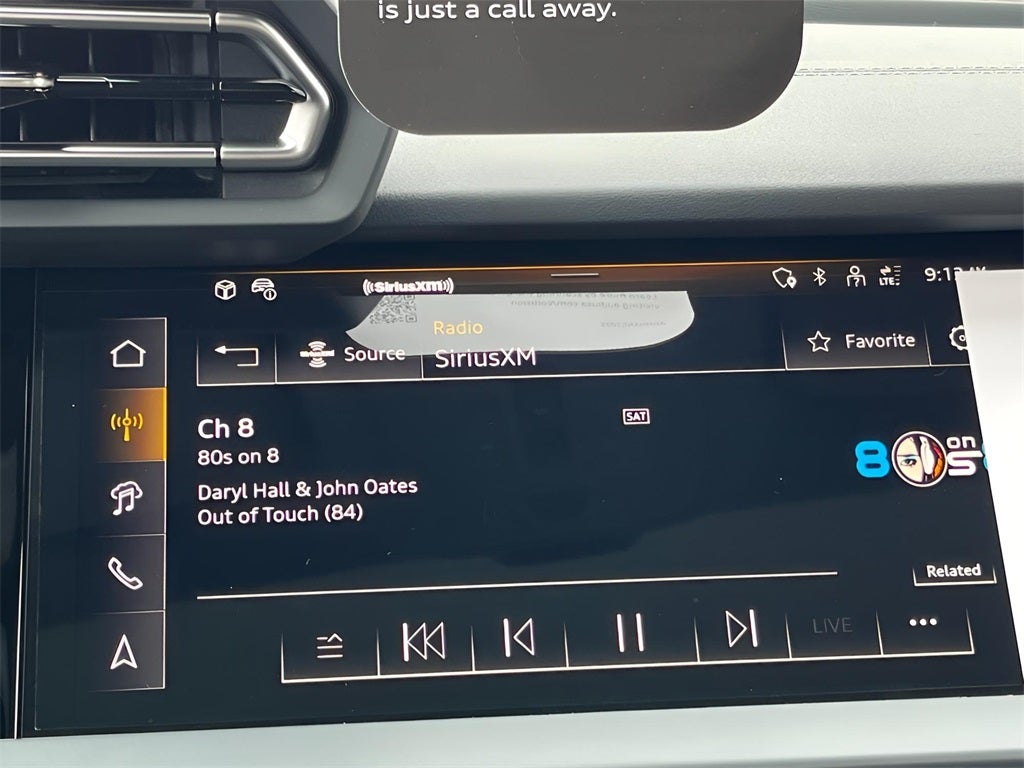 is just a call away.
SiriusXM
LTE
Radio
Source
SiriusXM
Favorite
Ch 8
SAT
80s on 8
on
8
Daryl Hall & John Oates
Out of Touch (84)
Related
LIVE